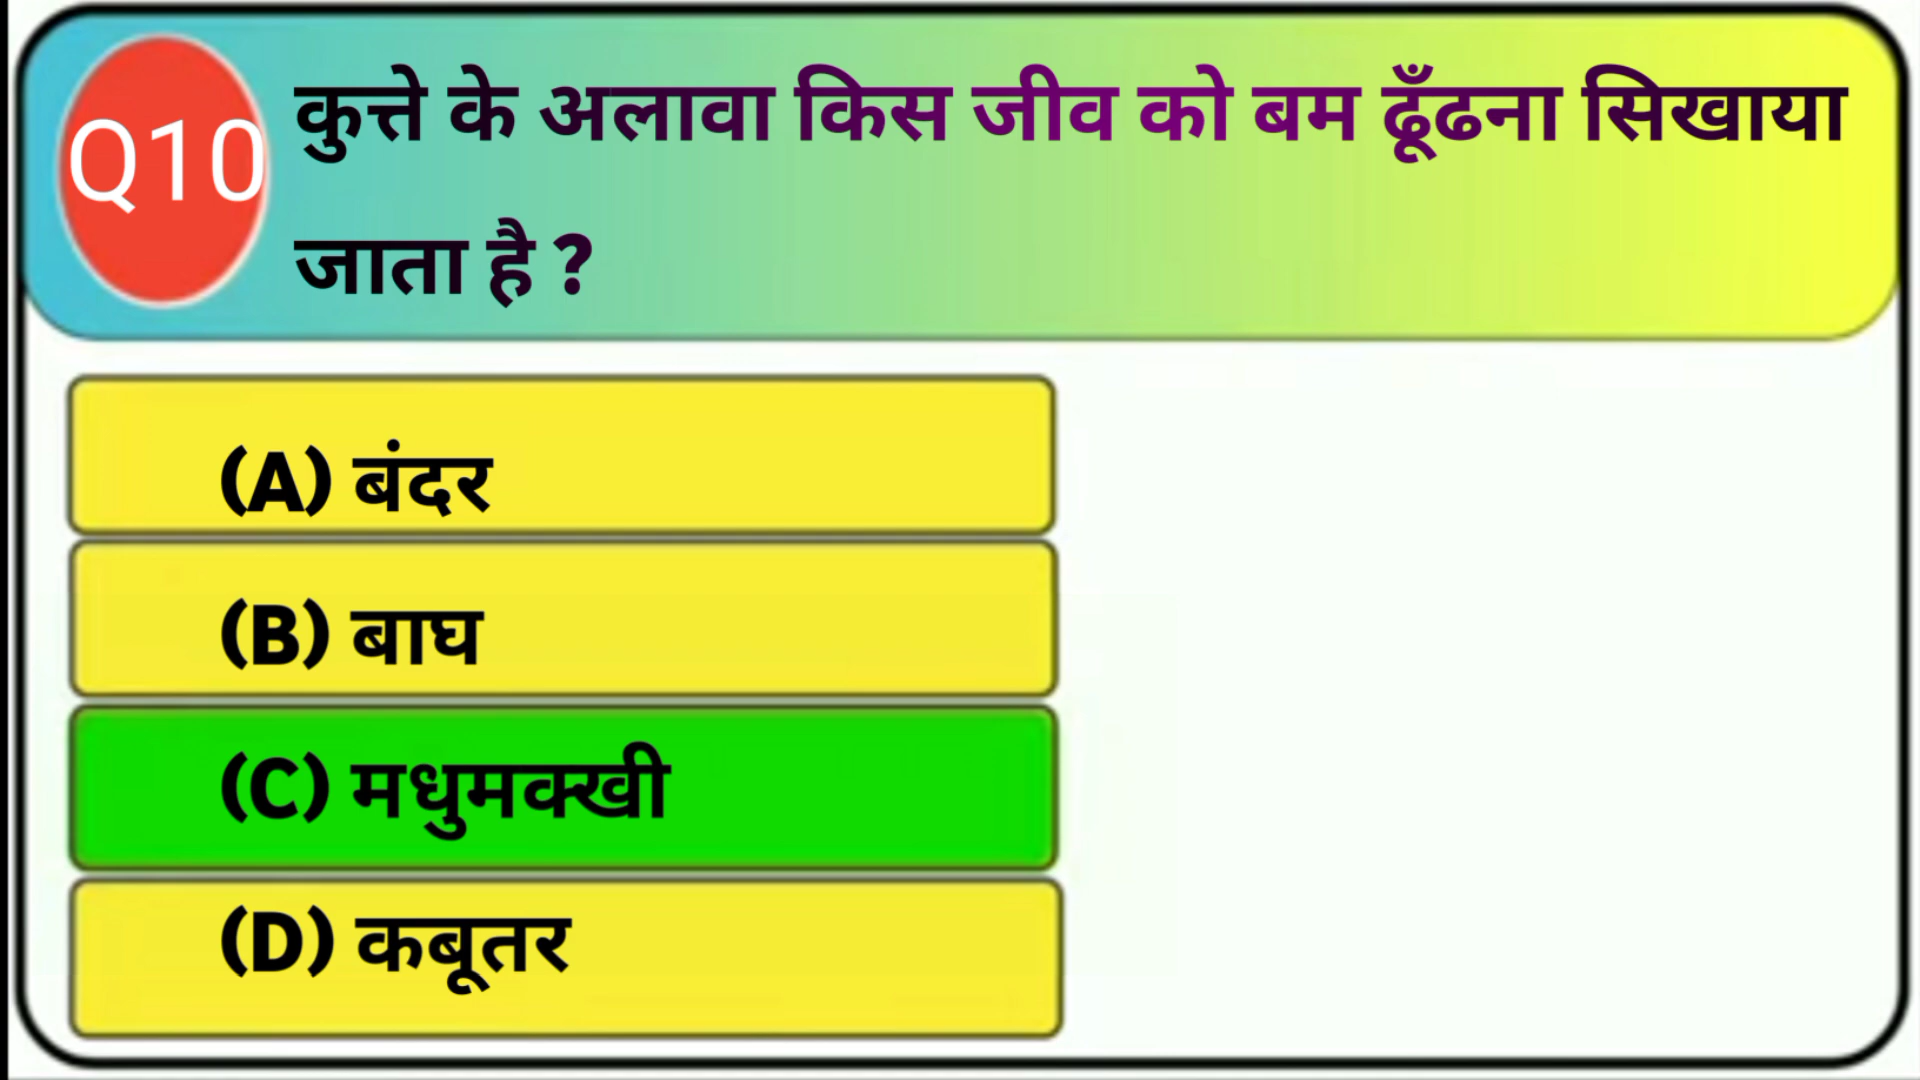 Q10 कुत्ते के अलावा किस जीव को बम ढूँढना सिखाया
जाता है ?
(A) बंदर
(B) बाघ
(C) मधुमक्खी
(D) कबूतर